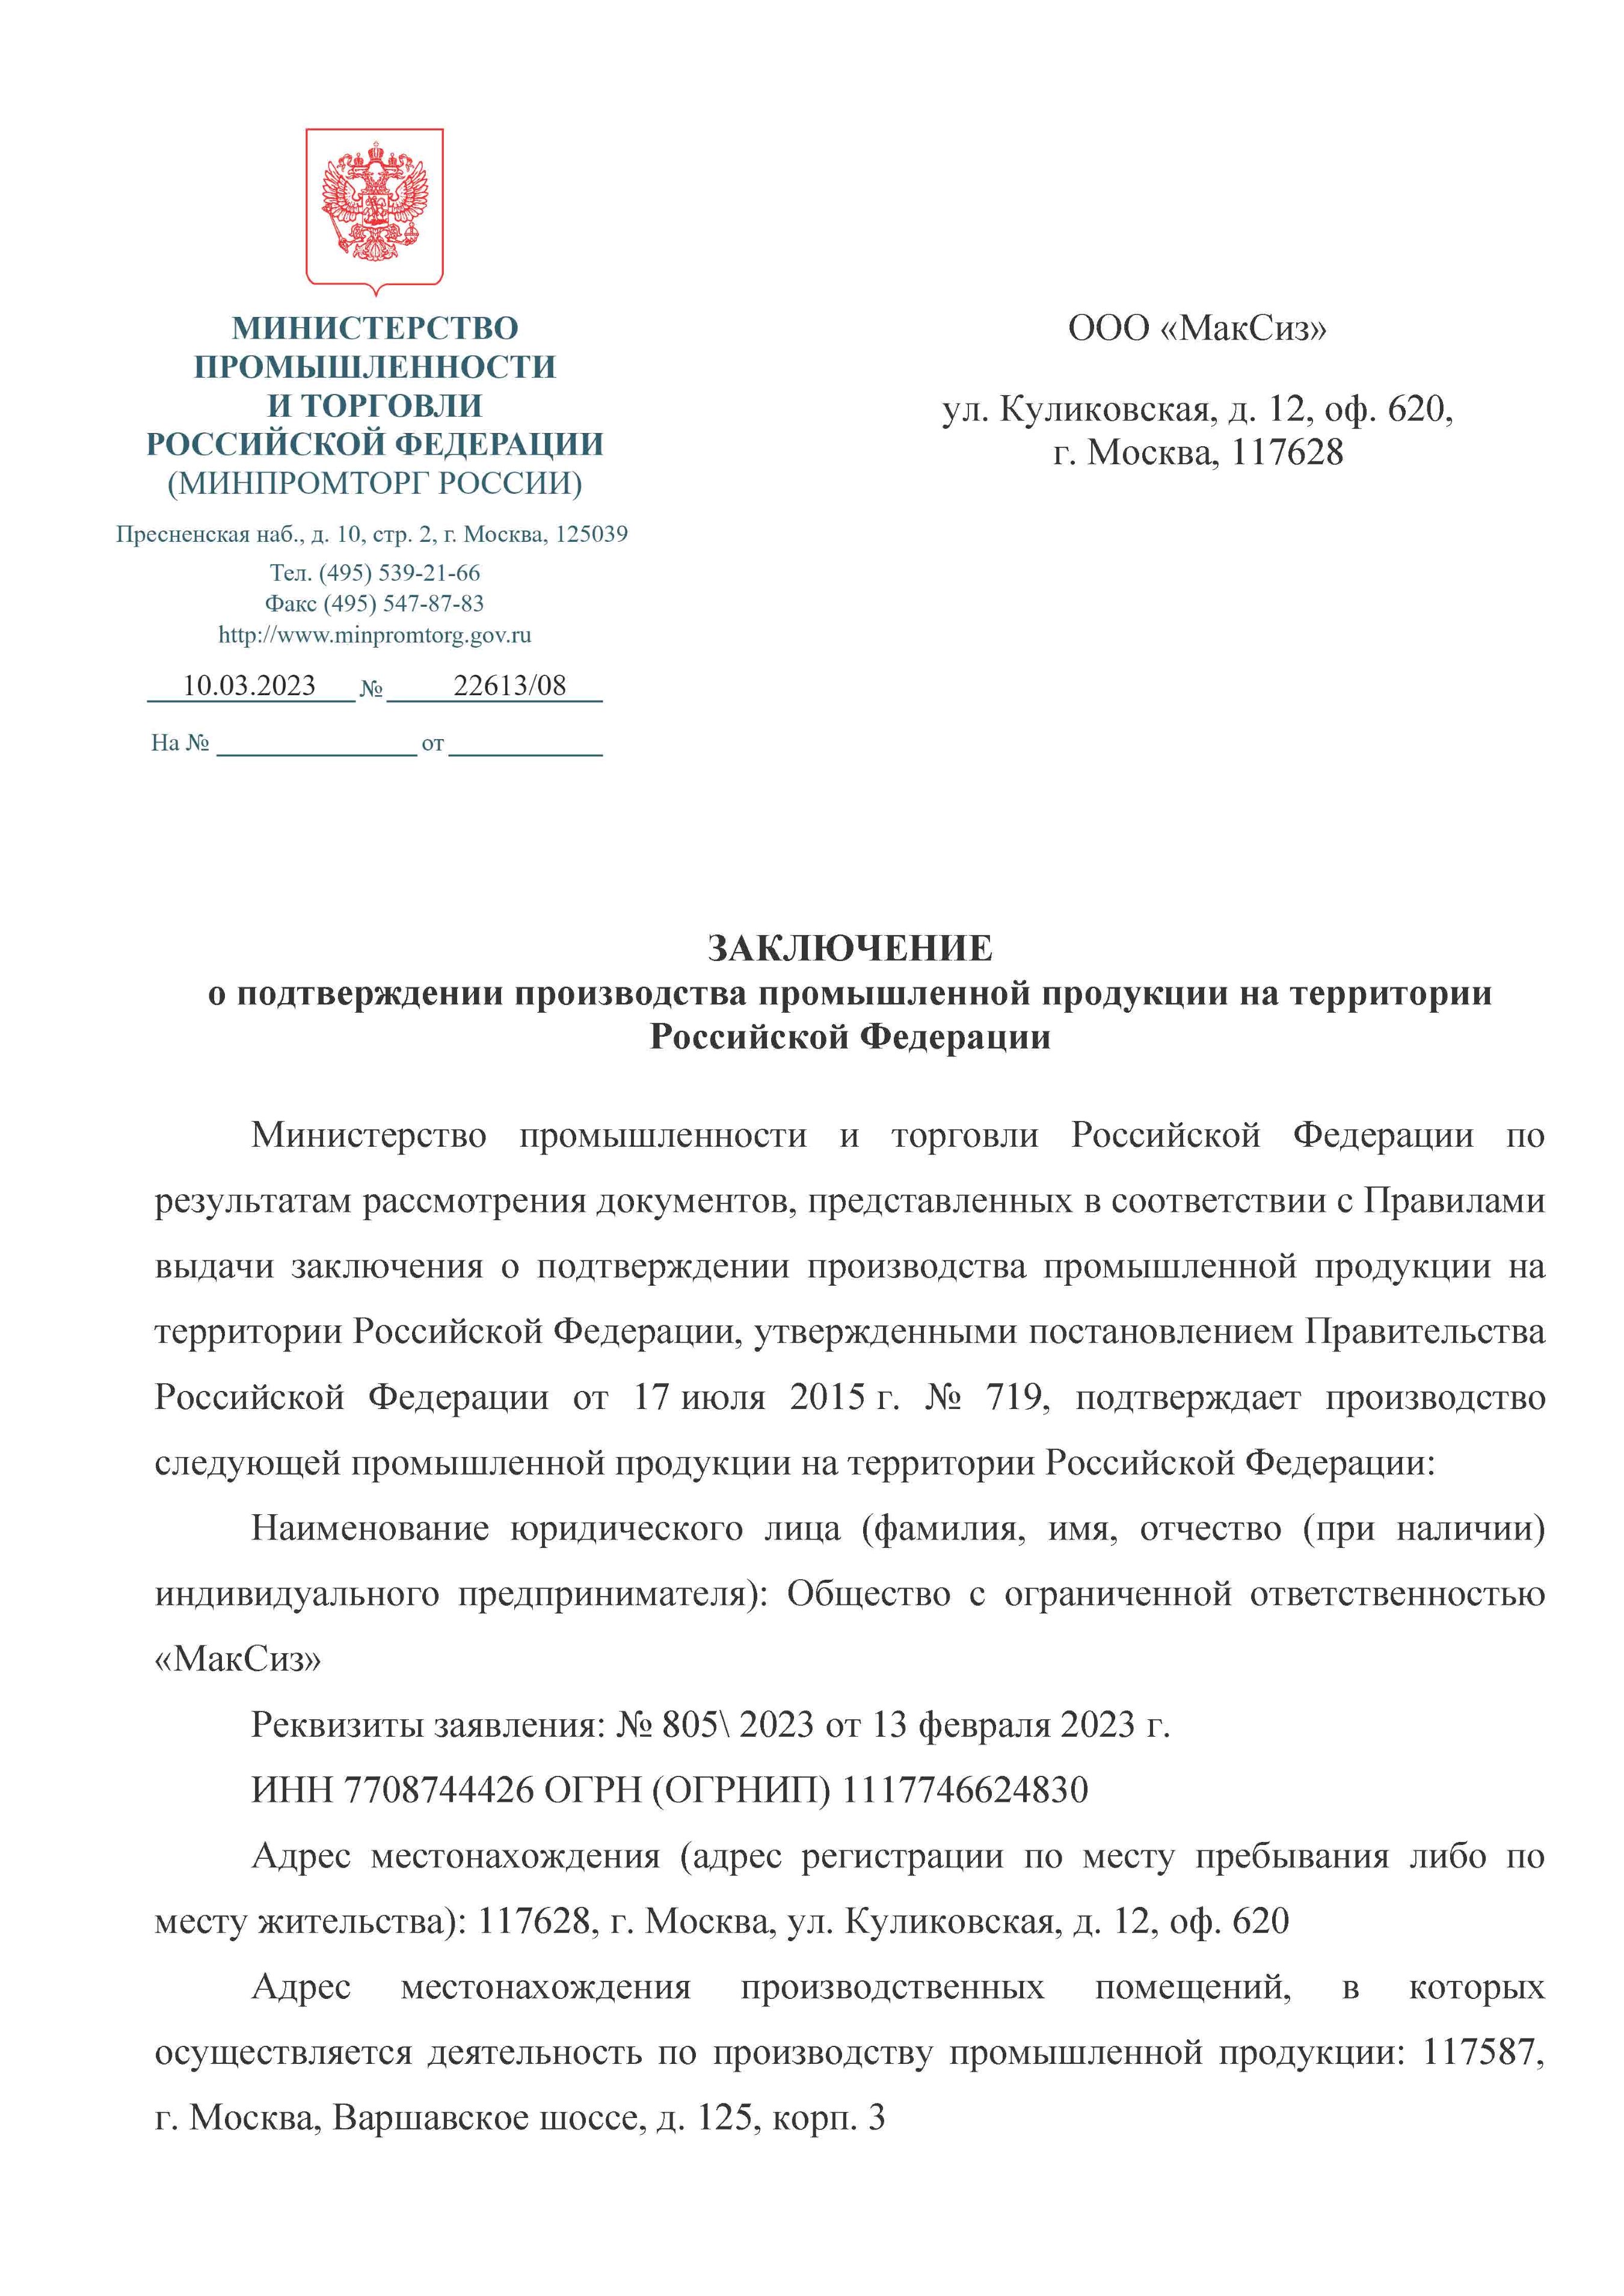 МИНИСТЕРСТВО
ПРОМЫШЛЕННОСТИ
И ТОРГОВЛИ
РОССИЙСКОЙ ФЕДЕРАЦИИ
(МИНПРОМТОРГ РОССИИ)
Пресненская наб., д. 10, стр. 2, г. Москва, 125039
Тел. (495) 539-21-66
Факс (495) 547-87-83
http://www.minpromtorg.gov.ru
10.03.2023 № 22613/08
На № от
ООО «МакСиз»
ул. Куликовская, д. 12, оф. 620,
г. Москва, 117628
ЗАКЛЮЧЕНИЕ
о подтверждении производства промышленной продукции на территории
Российской Федерации
Министерство промышленности и торговли Российской Федерации по
результатам рассмотрения документов, представленных в соответствии с Правилами
выдачи заключения о подтверждении производства промышленной продукции на
территории Российской Федерации, утвержденными постановлением Правительства
Российской Федерации от 17 июля 2015 г. № 719, подтверждает производство
следующей промышленной продукции на территории Российской Федерации:
Наименование юридического лица (фамилия, имя, отчество (при наличии)
индивидуального предпринимателя): Общество с ограниченной ответственностью
«МакСиз»
Реквизиты заявления: № 805\ 2023 от 13 февраля 2023 г.
ИНН 7708744426 ОГРН (ОГРНИП) 1117746624830
Адрес местонахождения (адрес регистрации по месту пребывания либо по
месту жительства): 117628, г. Москва, ул. Куликовская, д. 12, оф. 620
Адрес местонахождения производственных помещений, в которых
осуществляется деятельность по производству промышленной продукции: 117587,
г. Москва, Варшавское шоссе, д. 125, корп. 3